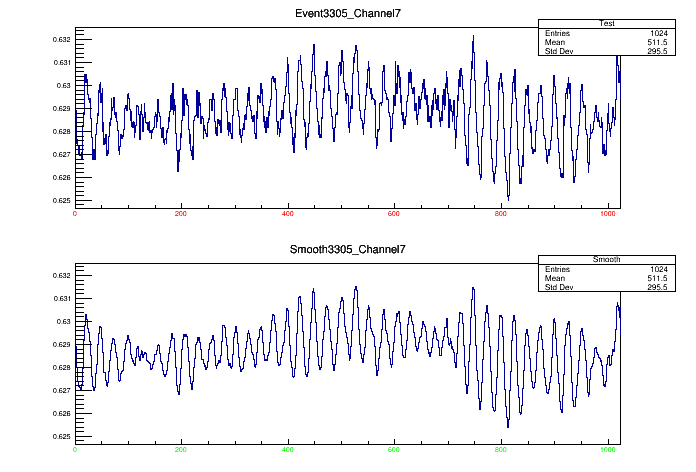 Event3305_Channel7
Test
Entries 1024
Mean 511.5
Std Dev 295.5
0.632
0.631
0.63
0.629
0.628
0.627
0.626
0.625
0 200 400 600 800 1000
Smooth3305_Channel7
Smooth
Entries 1024
Mean 511.5
Std Dev 295.5
0.632
0.631
0.63
0.629
0.628
0.627
0.626
0.625
0 200 400 600 800 1000